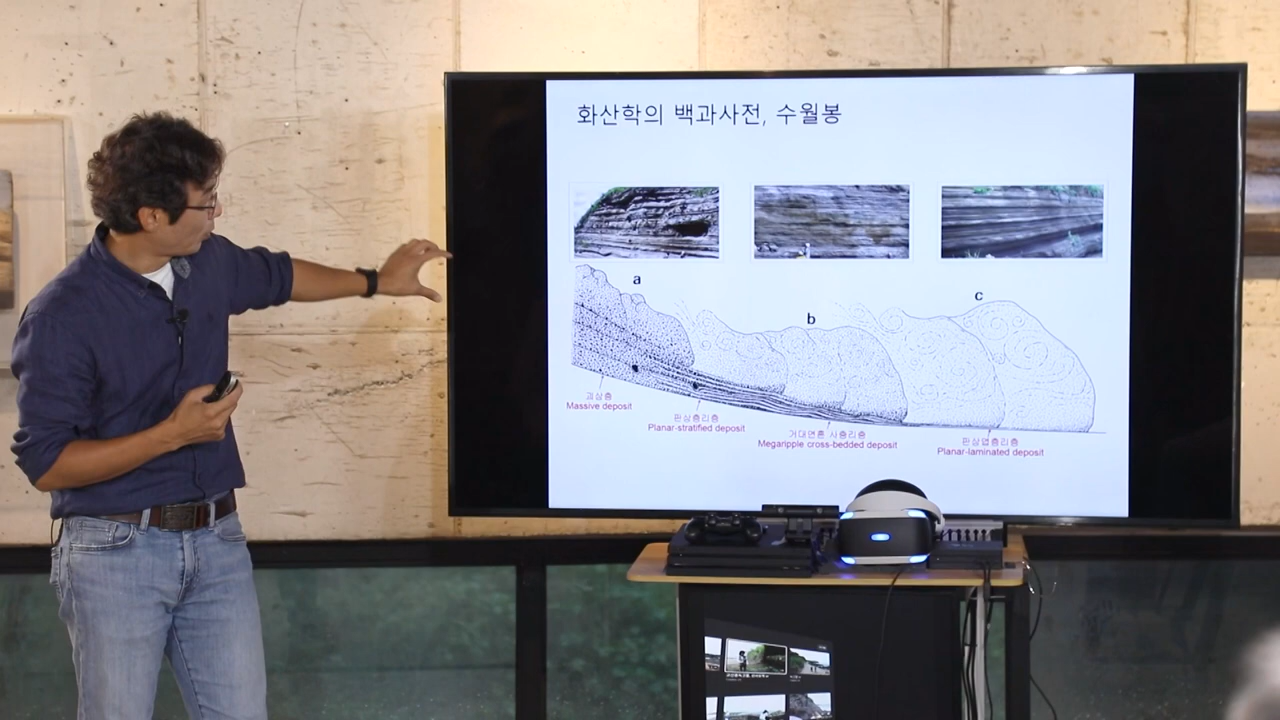 화산학의 백과사전, 수월봉
a
b
c
괴상층
Massive deposit
판상층리층
Planar-stratified deposit
거대연흔 사층리층
Megaripple cross-bedded deposit
판상엽층리층
Planar-laminated deposit